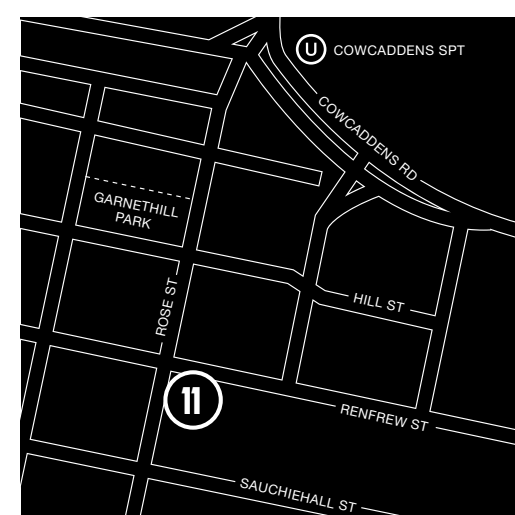 U COWCADDENS SPT
COWCADDENS RD
GARNETHILL
PARK
ROSE ST
HILL ST
11
RENFREW ST
SAUCHIEHALL ST